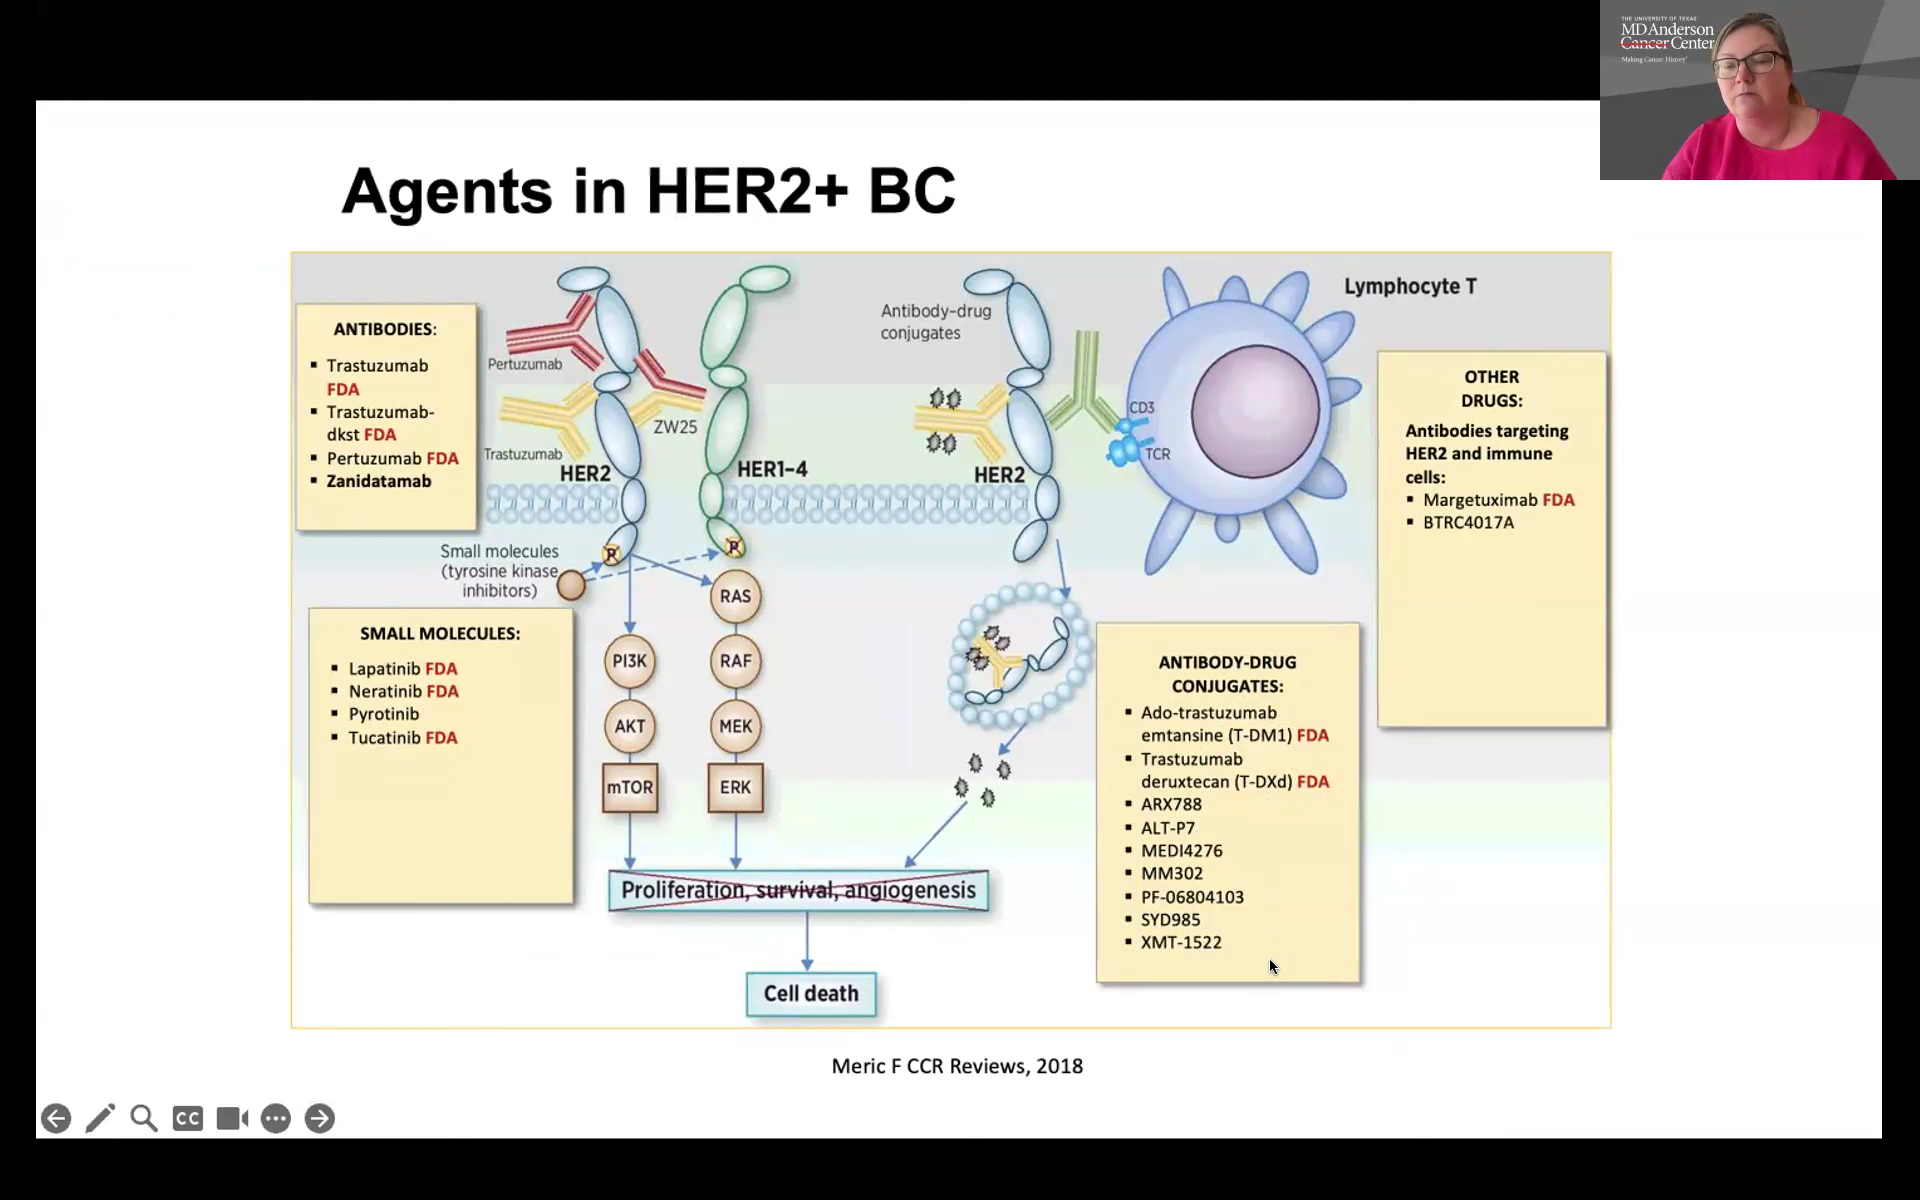 THE UNIVERSITY OF TEXAS
MD Anderson
Cancer Center
Making Cancer History®
Agents in HER2+ BC
ANTIBODIES:
▪ Trastuzumab
FDA
▪ Trastuzumab-
dkst FDA
▪ Pertuzumab FDA
▪ Zanidatamab
Pertuzumab
Trastuzumab
HER2
ZW25
HER1–4
Antibody–drug
conjugates
HER2
CD3
TCR
Lymphocyte T
OTHER
DRUGS:
Antibodies targeting
HER2 and immune
cells:
▪ Margetuximab FDA
▪ BTRC4017A
Small molecules
(tyrosine kinase
inhibitors)
P
P
SMALL MOLECULES:
▪ Lapatinib FDA
▪ Neratinib FDA
▪ Pyrotinib
▪ Tucatinib FDA
PI3K
AKT
mTOR
RAS
RAF
MEK
ERK
ANTIBODY-DRUG
CONJUGATES:
▪ Ado-trastuzumab
emtansine (T-DM1) FDA
▪ Trastuzumab
deruxtecan (T-DXd) FDA
▪ ARX788
▪ ALT-P7
▪ MEDI4276
▪ MM302
▪ PF-06804103
▪ SYD985
▪ XMT-1522
Proliferation, survival, angiogenesis
Cell death
Meric F CCR Reviews, 2018
CC